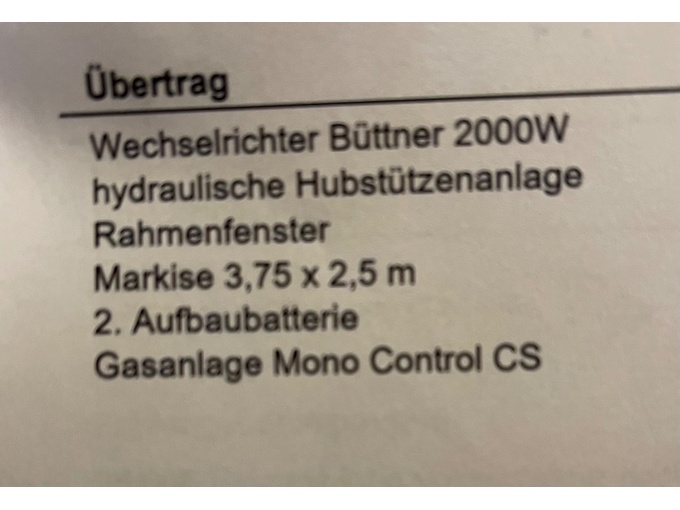 Übertrag
Wechselrichter Büttner 2000W
hydraulische Hubstützenanlage
Rahmenfenster
Markise 3,75 x 2,5 m
2. Aufbaubatterie
Gasanlage Mono Control CS